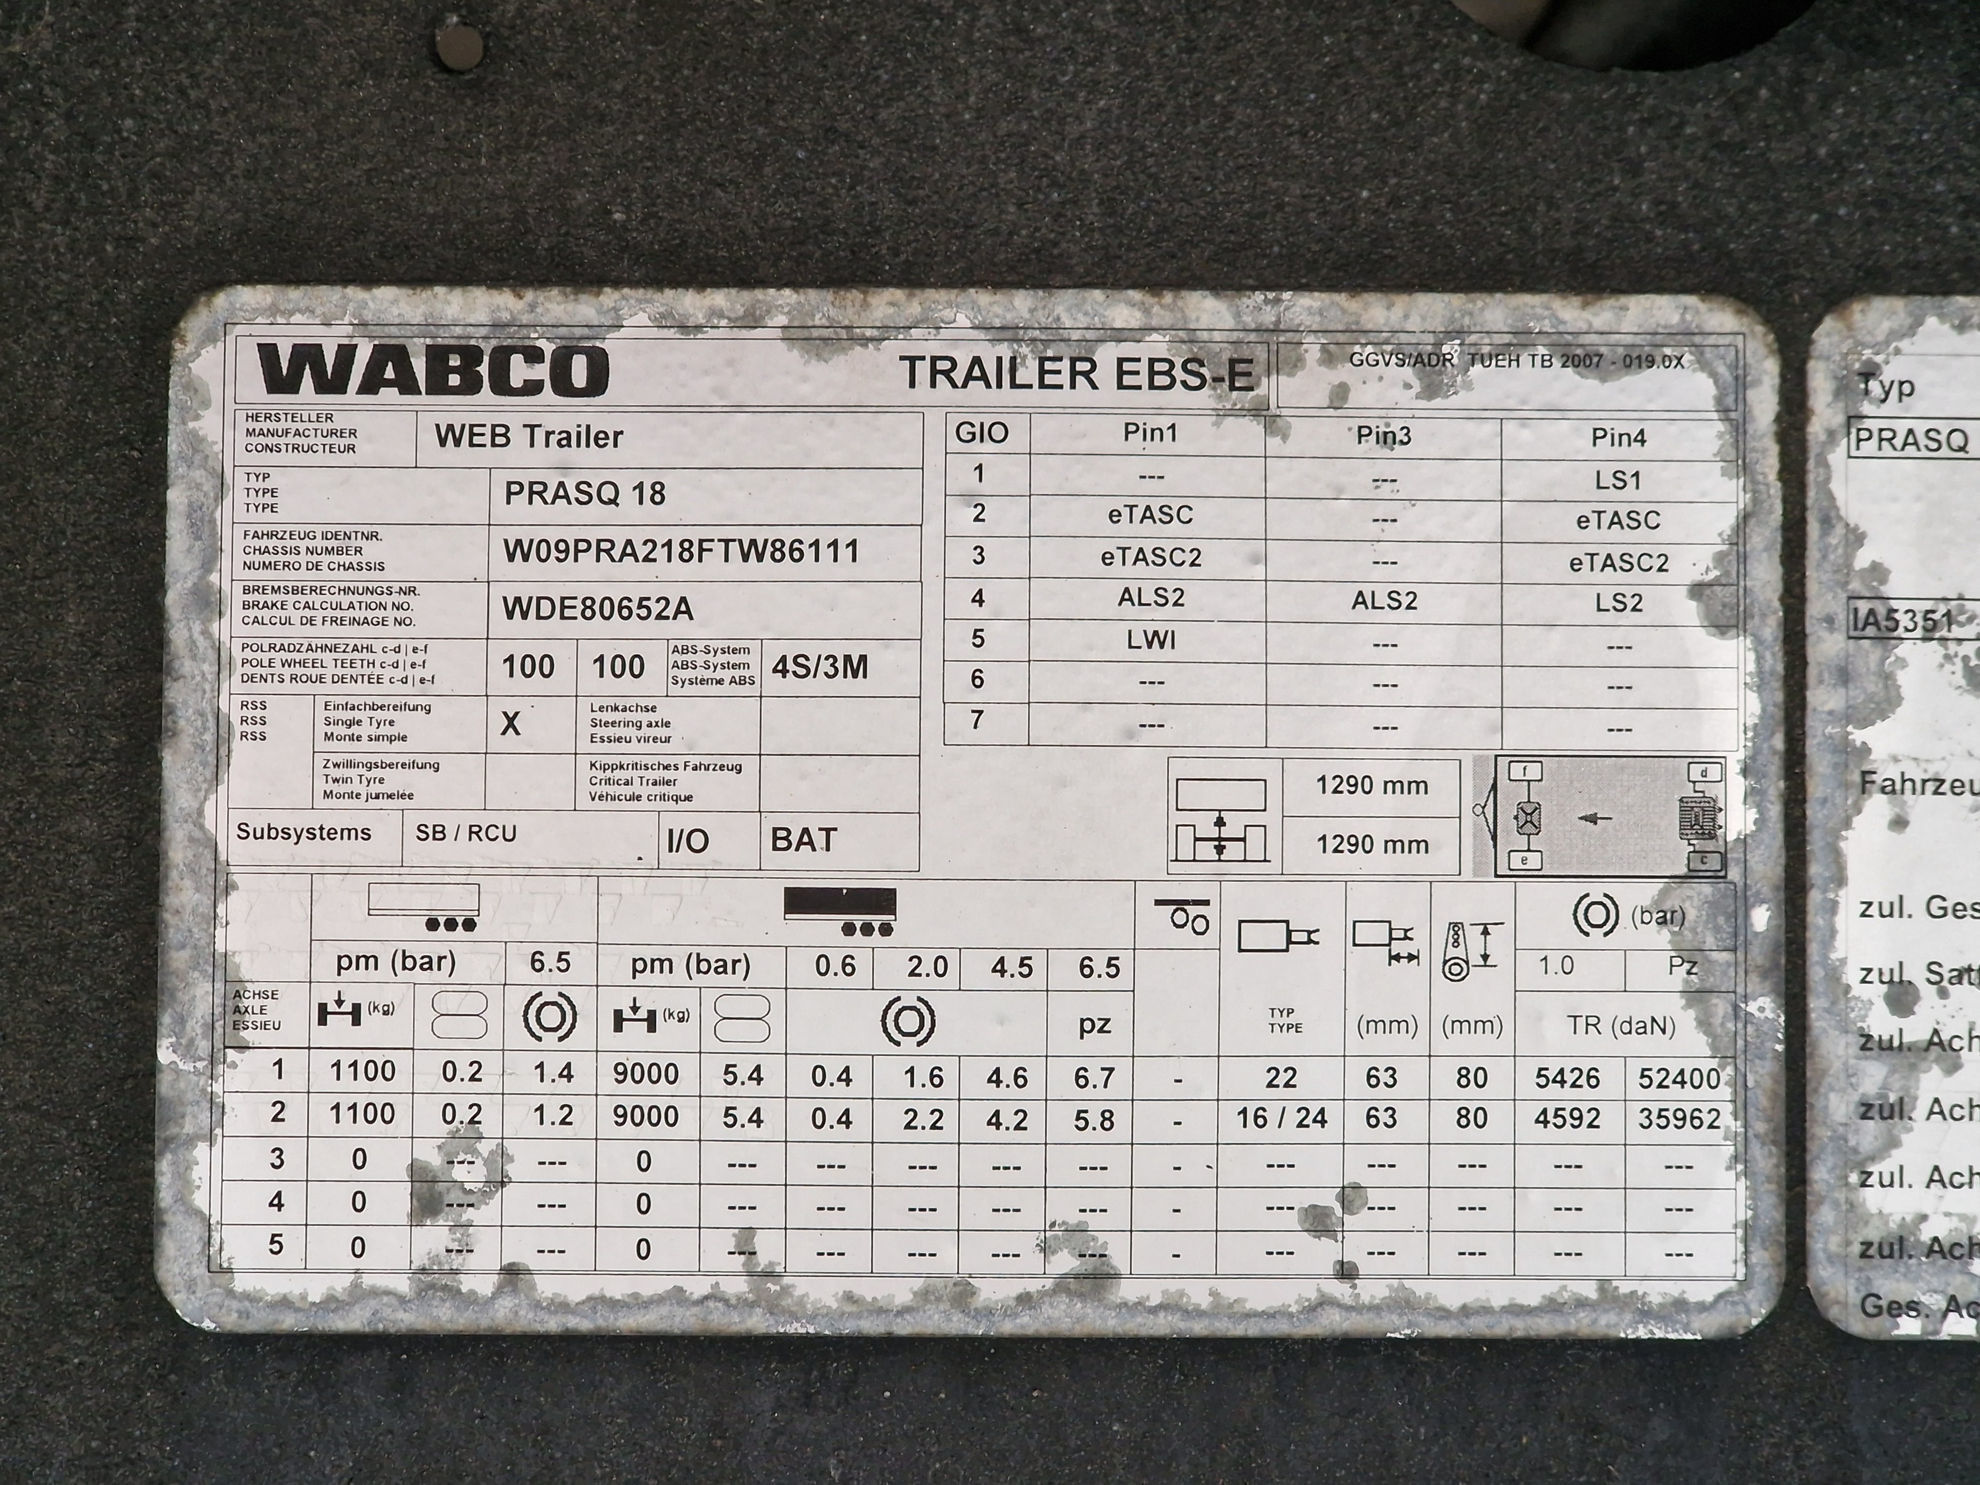 WABCO TRAILER EBS-E GGVS/ADR TUEH TB 2007 - 019.0X
HERSTELLER
MANUFACTURER
CONSTRUCTEUR
WEB Trailer
TYP
TYPE
TYPE
PRASQ 18
FAHRZEUG IDENTNR.
CHASSIS NUMBER
NUMERO DE CHASSIS
W09PRA218FTW86111
BREMSBERECHNUNGS-NR.
BRAKE CALCULATION NO.
CALCUL DE FREINAGE NO.
WDE80652A
POLRADZÄHNEZAHL c-d | e-f
POLE WHEEL TEETH c-d | e-f
DENTS ROUE DENTÉE c-d | e-f
100 100
ABS-System
ABS-System
Système ABS
4S/3M
RSS
RSS
RSS
Einfachbereifung
Single Tyre
Monte simple
X
Lenkachse
Steering axle
Essieu vireur
Zwillingsbereifung
Twin Tyre
Monte jumelée
Kippkritisches Fahrzeug
Critical Trailer
Véhicule critique
Subsystems SB / RCU I/O BAT
GIO Pin1 Pin3 Pin4
1 --- --- LS1
2 eTASC --- eTASC
3 eTASC2 --- eTASC2
4 ALS2 ALS2 LS2
5 LWI --- ---
6 --- --- ---
7 --- --- ---
1290 mm
1290 mm
f d
e c
(bar)
pm (bar) 6.5 pm (bar) 0.6 2.0 4.5 6.5 1.0 Pz
ACHSE
AXLE
ESSIEU
(kg) (kg) pz
TYP
TYPE
(mm) (mm) TR (daN)
1 1100 0.2 1.4 9000 5.4 0.4 1.6 4.6 6.7 - 22 63 80 5426 52400
2 1100 0.2 1.2 9000 5.4 0.4 2.2 4.2 5.8 - 16 / 24 63 80 4592 35962
3 0 --- --- 0 --- --- --- --- --- - --- --- --- --- ---
4 0 --- --- 0 --- --- --- --- --- - --- --- --- --- ---
5 0 --- --- 0 --- --- --- --- --- - --- --- --- --- ---
Typ
PRASQ
IA5351
Fahrzeu
zul. Ges
zul. Satt
zul. Ach
zul. Ach
zul. Ach
zul. Ach
Ges. Ac